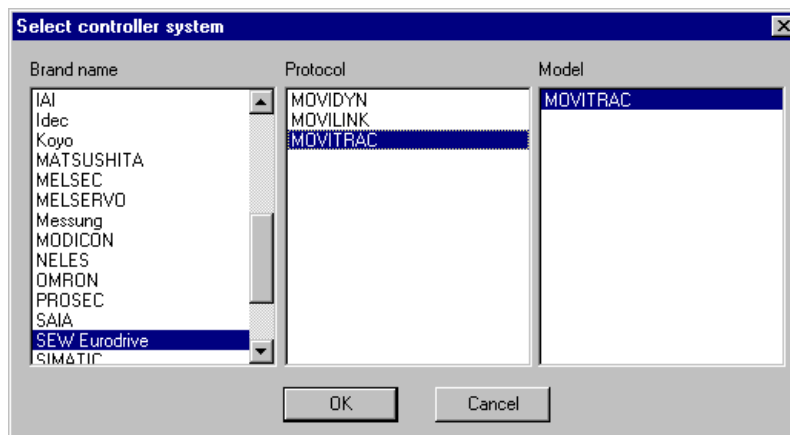 Select controller system
Brand name
Protocol
Model
IAI
Idec
Koyo
MATSUSHITA
MELSEC
MELSERVO
Messung
MODICON
NELES
OMRON
PROSEC
SAIA
SEW Eurodrive
SIMATIC
MOVIDYN
MOVILINK
MOVITRAC
MOVITRAC
OK
Cancel